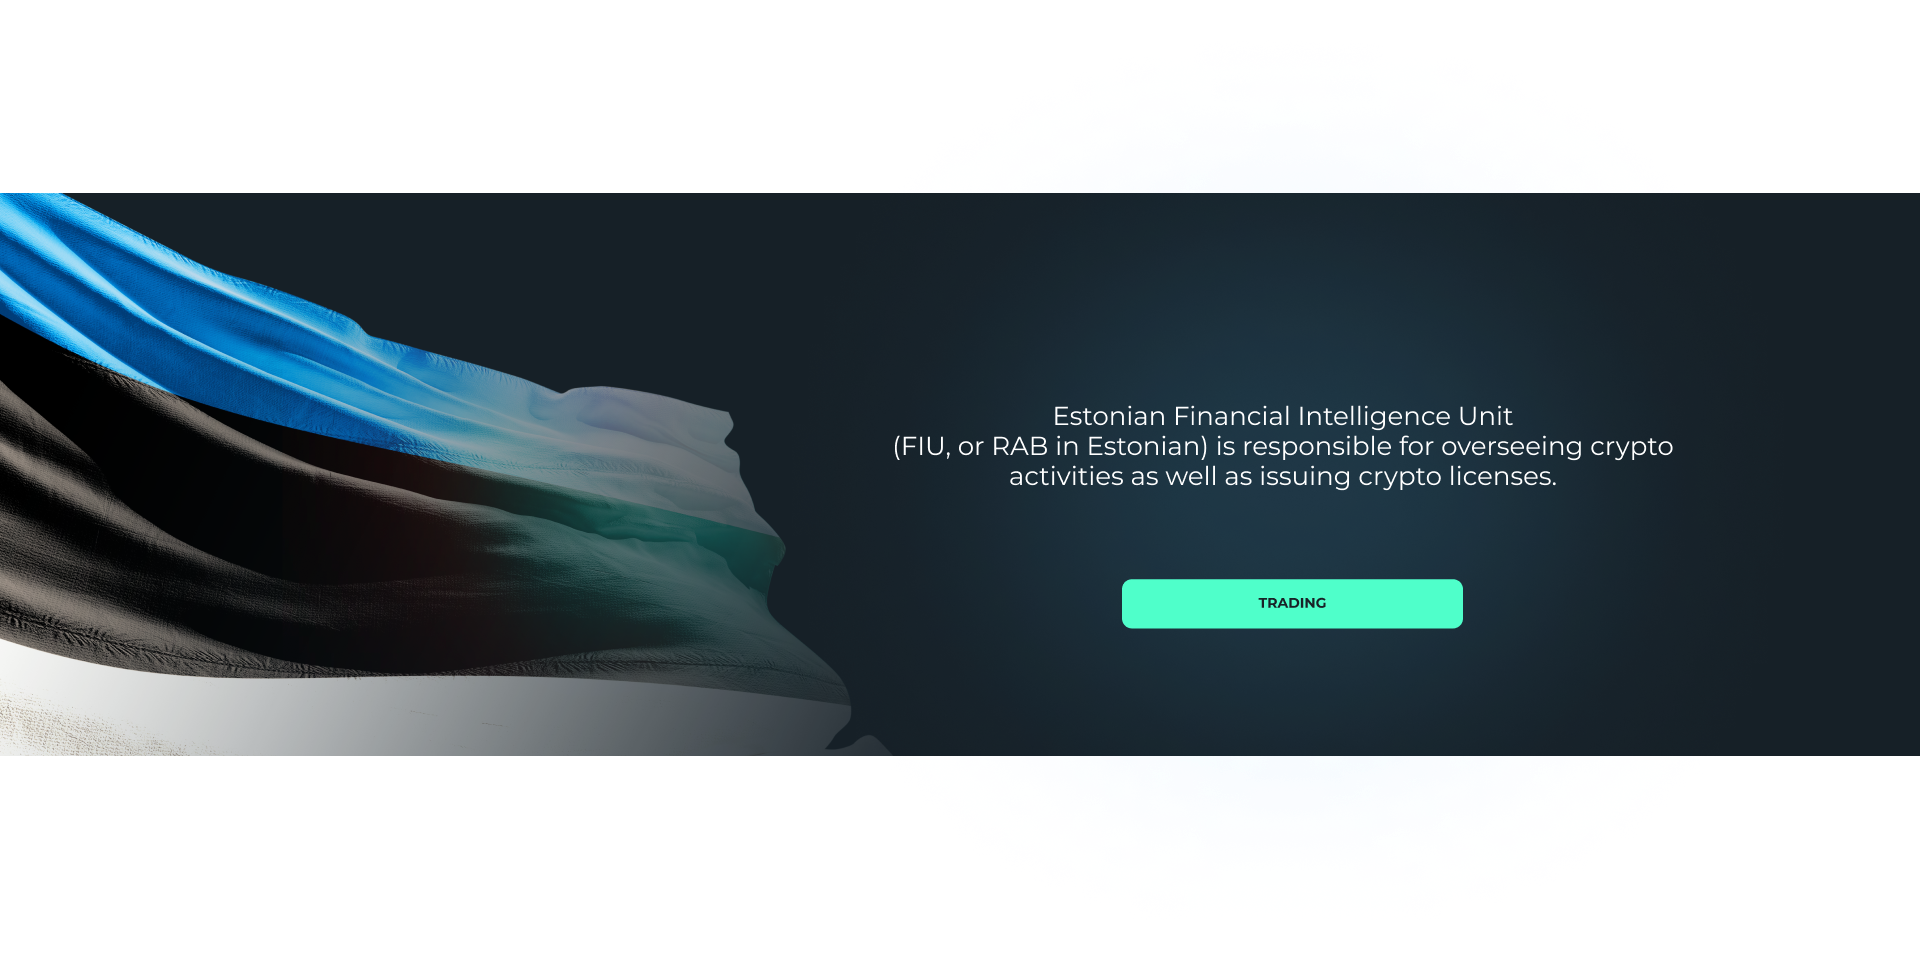 Estonian Financial Intelligence Unit
(FIU, or RAB in Estonian) is responsible for overseeing crypto
activities as well as issuing crypto licenses.
TRADING